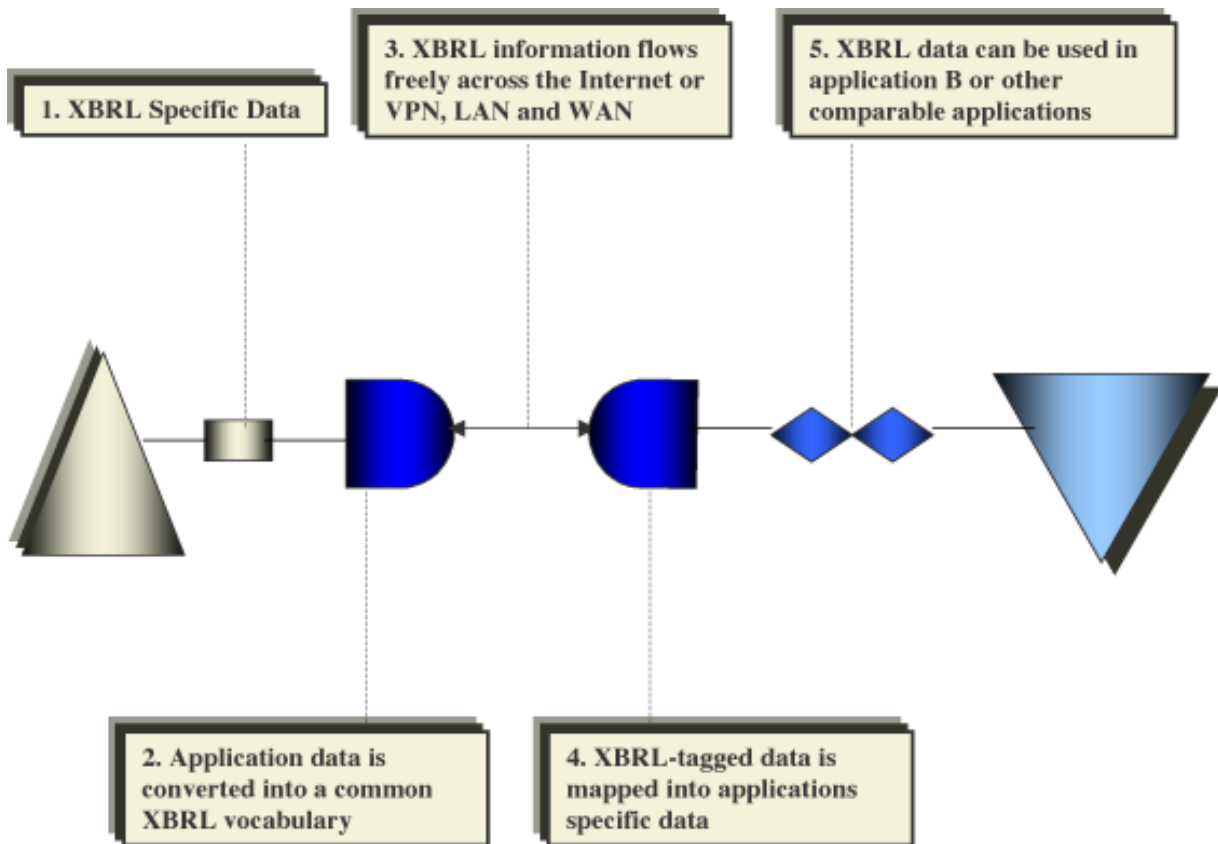 1. XBRL Specific Data
3. XBRL information flows
freely across the Internet or
VPN, LAN and WAN
5. XBRL data can be used in
application B or other
comparable applications
2. Application data is
converted into a common
XBRL vocabulary
4. XBRL-tagged data is
mapped into applications
specific data